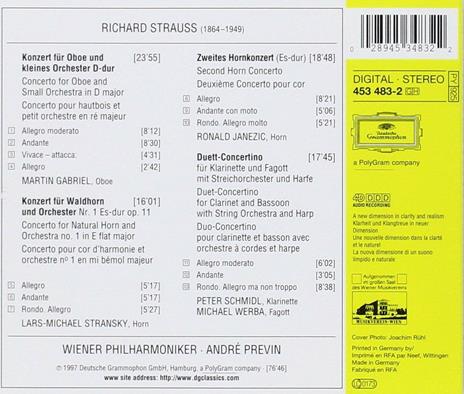 RICHARD STRAUSS (1864–1949)
Konzert für Oboe und [23'55]
kleines Orchester D-dur
Concerto for Oboe and
Small Orchestra in D major
Concerto pour hautbois et
petit orchestre en ré majeur
1 Allegro moderato [8'12]
2 Andante [8'30]
3 Vivace – attacca: [4'31]
4 Allegro [2'42]
MARTIN GABRIEL, Oboe
Konzert für Waldhorn [16'01]
und Orchester Nr. 1 Es-dur op. 11
Concerto for Natural Horn and
Orchestra no. 1 in E flat major
Concerto pour cor d'harmonie et
orchestre nº 1 en mi bémol majeur
5 Allegro [5'17]
6 Andante [5'17]
7 Rondo. Allegro [5'27]
LARS-MICHAEL STRANSKY, Horn
Zweites Hornkonzert (Es-dur) [18'48]
Second Horn Concerto
Deuxième Concerto pour cor
8 Allegro [8'21]
9 Andante con moto [5'06]
10 Rondo. Allegro molto [5'21]
RONALD JANEZIC, Horn
Duett-Concertino [17'45]
für Klarinette und Fagott
mit Streichorchester und Harfe
Duet-Concertino
for Clarinet and Bassoon
with String Orchestra and Harp
Duo-Concertino
pour clarinette et basson avec
orchestre à cordes et harpe
11 Allegro moderato [6'02]
12 Andante [3'05]
13 Rondo. Allegro ma non troppo [8'38]
PETER SCHMIDL, Klarinette
MICHAEL WERBA, Fagott
WIENER PHILHARMONIKER · ANDRÉ PREVIN
℗ 1997 Deutsche Grammophon GmbH, Hamburg, a PolyGram company · [76'46]
www site address: http://www.dgclassics.com
0 28945 34832 2
DIGITAL · STEREO
453 483-2 GH
PY 925
Deutsche
Grammophon
a PolyGram company
4D DDD
AUDIO RECORDING
A new dimension in clarity and realism
Klarheit und Klangtreue in neuer
Dimension
Une nouvelle dimension dans la clarté
et le naturel
La nuova dimensione di un suono
limpido e naturale
Aufgenommen
im großen Saal
des Wiener Musikvereins
MUSIKVEREIN-WIEN
Cover Photo: Joachim Rühl
Printed in Germany by/
Imprimé en RFA par Neef, Wittingen
Made in Germany
Fabriqué en RFA
LC 0173